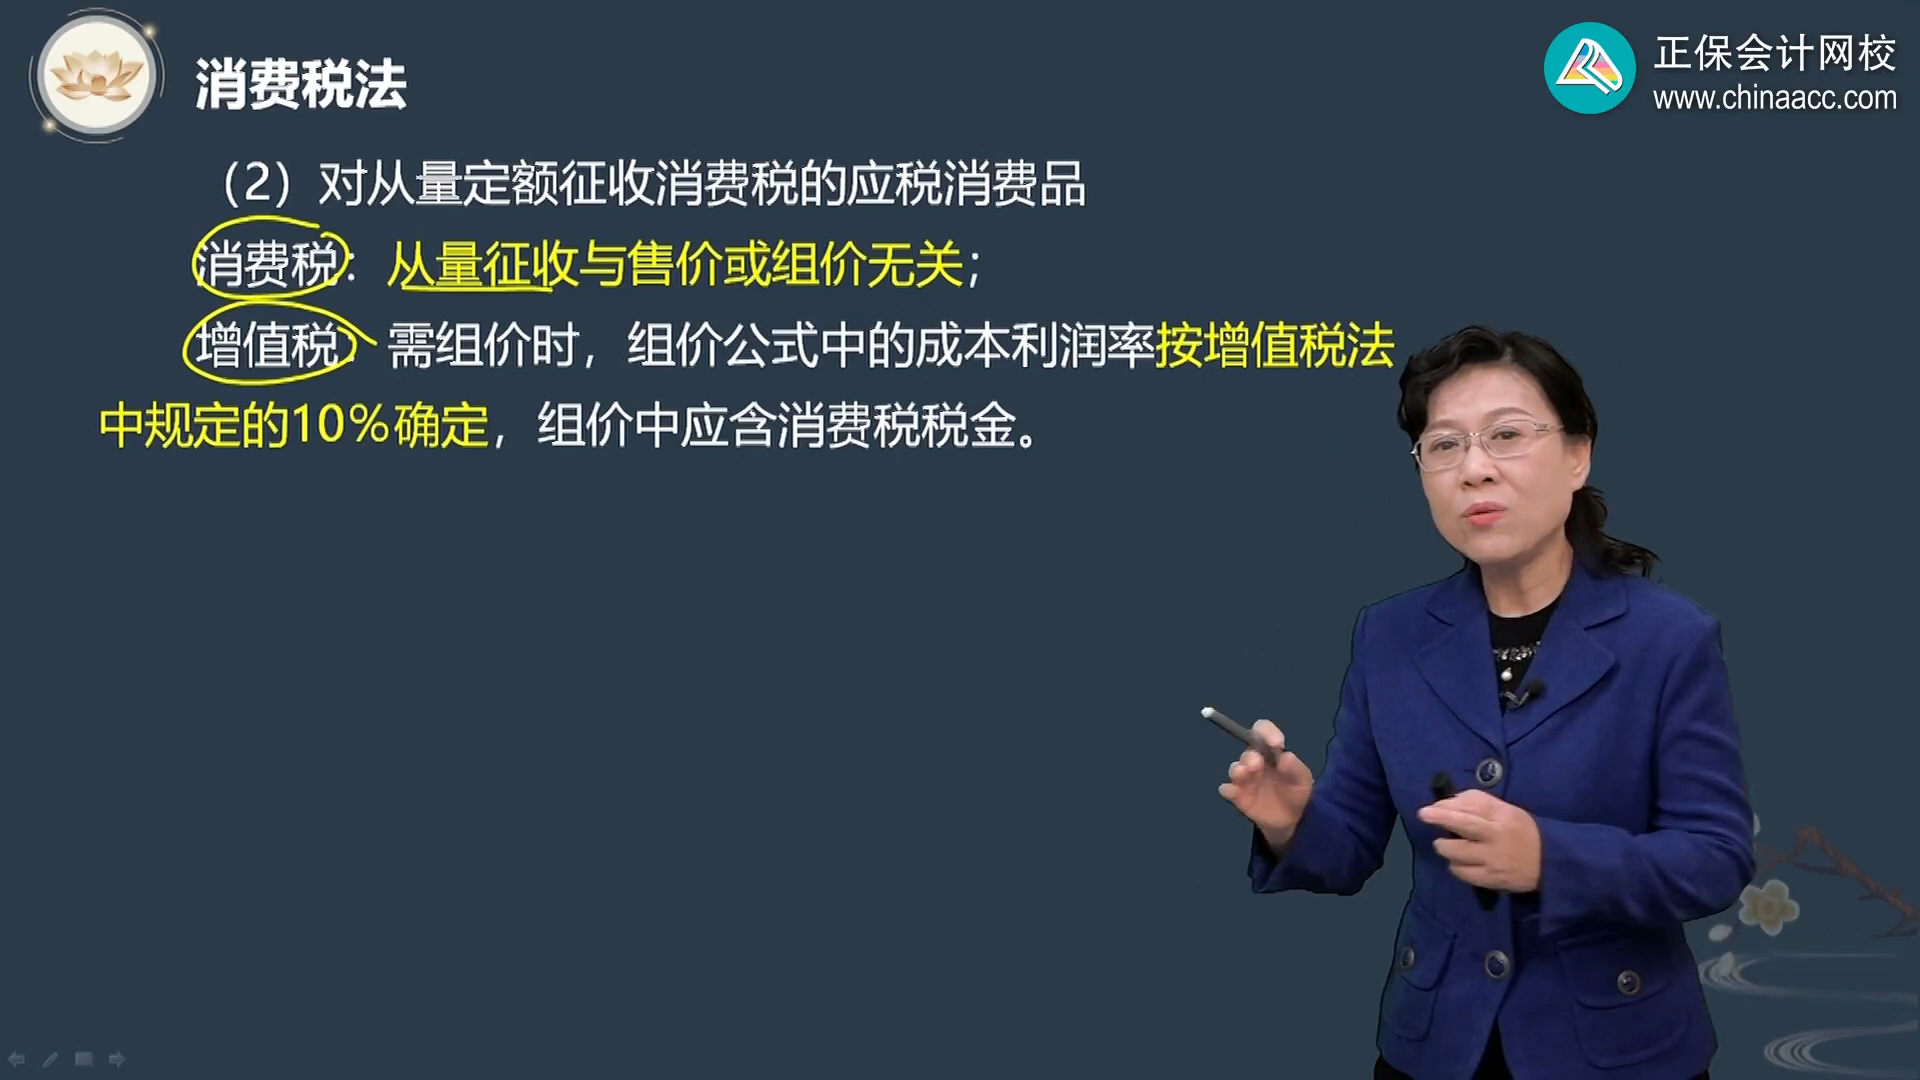 消费税法
正保会计网校
www.chinaacc.com
（2）对从量定额征收消费税的应税消费品
消费税：从量征收与售价或组价无关；
增值税：需组价时，组价公式中的成本利润率按增值税法
中规定的10%确定，组价中应含消费税税金。